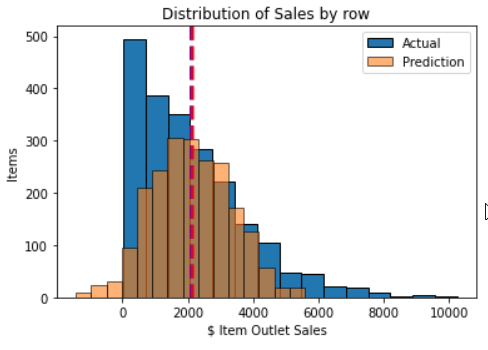 Distribution of Sales by row
Actual
Prediction
Items
500
400
300
200
100
0
0 2000 4000 6000 8000 10000
$ Item Outlet Sales